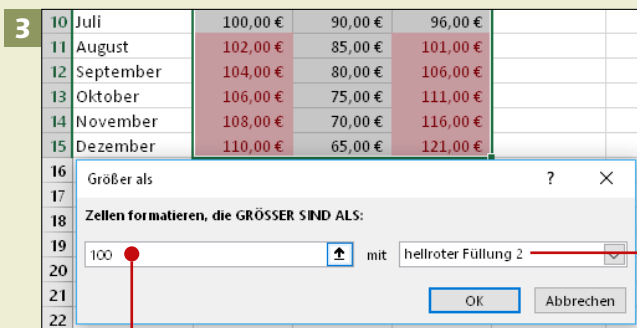 3
10 Juli 100,00 € 90,00 € 96,00 €
11 August 102,00 € 85,00 € 101,00 €
12 September 104,00 € 80,00 € 106,00 €
13 Oktober 106,00 € 75,00 € 111,00 €
14 November 108,00 € 70,00 € 116,00 €
15 Dezember 110,00 € 65,00 € 121,00 €
16
Größer als ? ×
17
18
Zellen formatieren, die GRÖSSER SIND ALS:
19
100 mit hellroter Füllung 2
20
21
OK Abbrechen
22